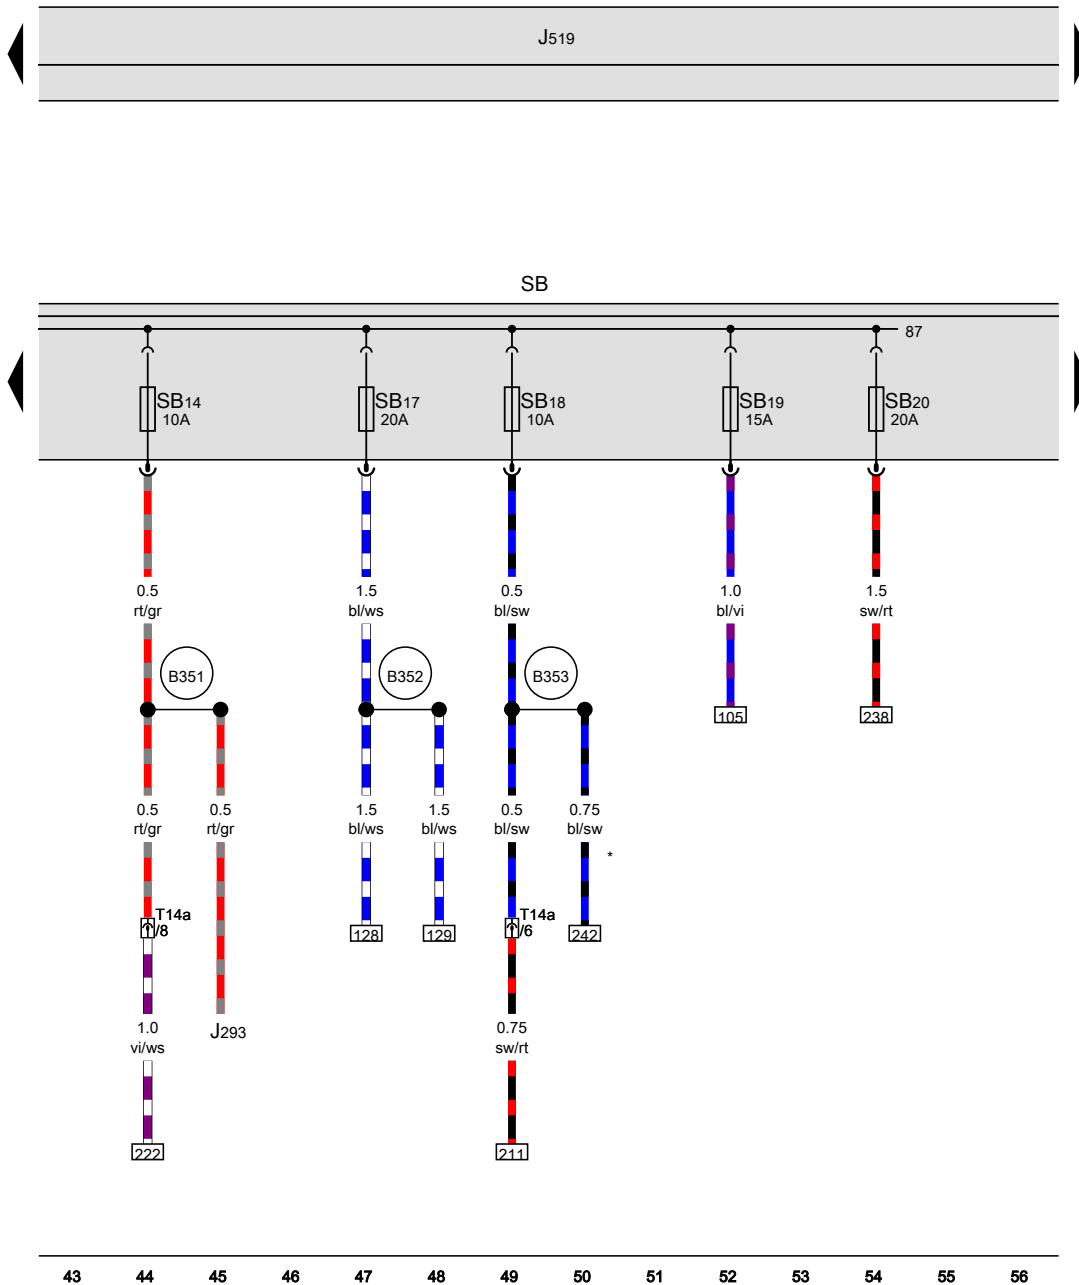 J519
SB
87
SB14
10A
SB17
20A
SB18
10A
SB19
15A
SB20
20A
0.5
rt/gr
1.5
bl/ws
0.5
bl/sw
1.0
bl/vi
1.5
sw/rt
B351
B352
B353
105
238
0.5
rt/gr
0.5
rt/gr
1.5
bl/ws
1.5
bl/ws
0.5
bl/sw
0.75
bl/sw
*
T14a
/8
128
129
T14a
/6
242
1.0
vi/ws
J293
0.75
sw/rt
222
211
43 44 45 46 47 48 49 50 51 52 53 54 55 56